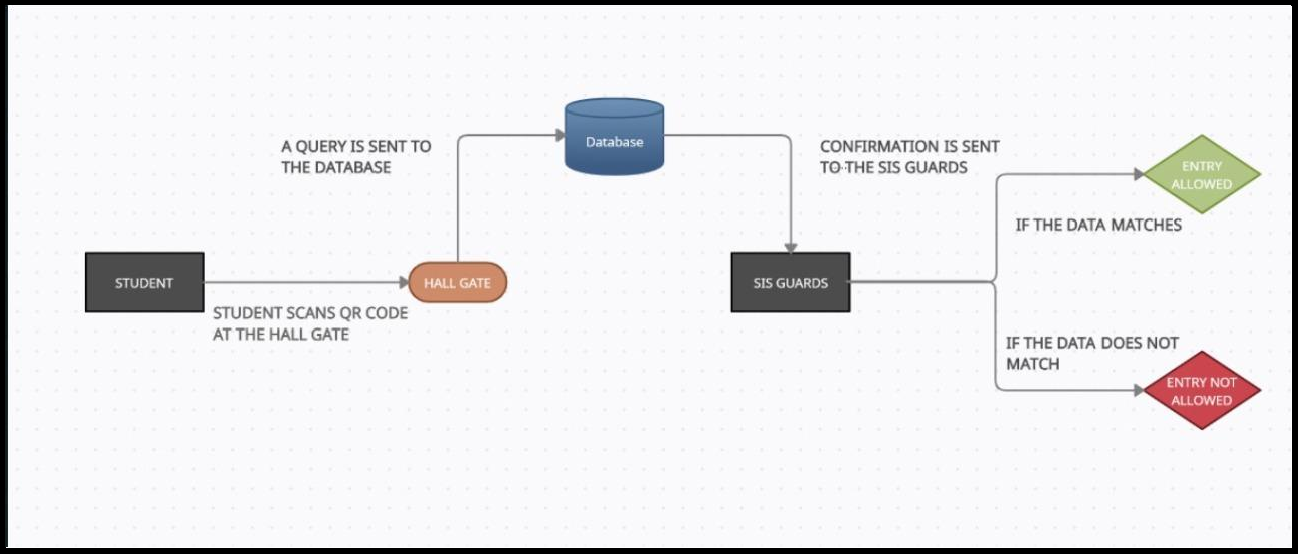 A QUERY IS SENT TO
THE DATABASE
Database
CONFIRMATION IS SENT
TO THE SIS GUARDS
ENTRY
ALLOWED
IF THE DATA MATCHES
STUDENT
HALL GATE
SIS GUARDS
STUDENT SCANS QR CODE
AT THE HALL GATE
IF THE DATA DOES NOT
MATCH
ENTRY NOT
ALLOWED